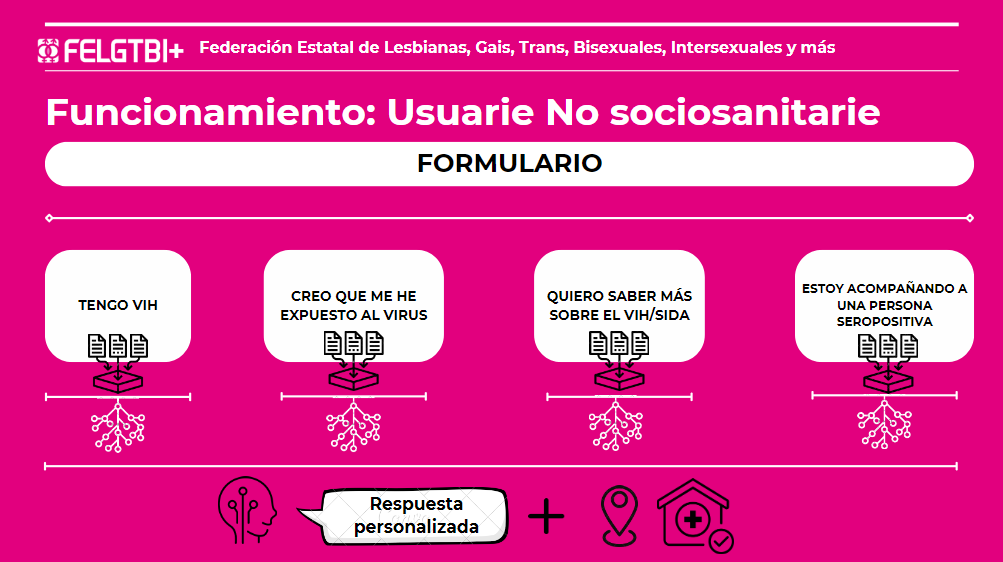 FELGTBI+ Federación Estatal de Lesbianas, Gais, Trans, Bisexuales, Intersexuales y más
Funcionamiento: Usuarie No sociosanitarie
FORMULARIO
TENGO VIH
CREO QUE ME HE
EXPUESTO AL VIRUS
QUIERO SABER MÁS
SOBRE EL VIH/SIDA
ESTOY ACOMPAÑANDO A
UNA PERSONA
SEROPOSITIVA
Respuesta
personalizada